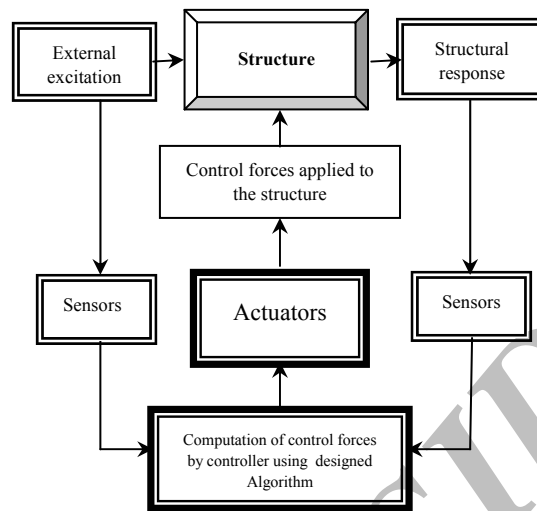 External
excitation
Structure
Structural
response
Control forces applied to
the structure
Sensors
Actuators
Sensors
Computation of control forces
by controller using designed
Algorithm